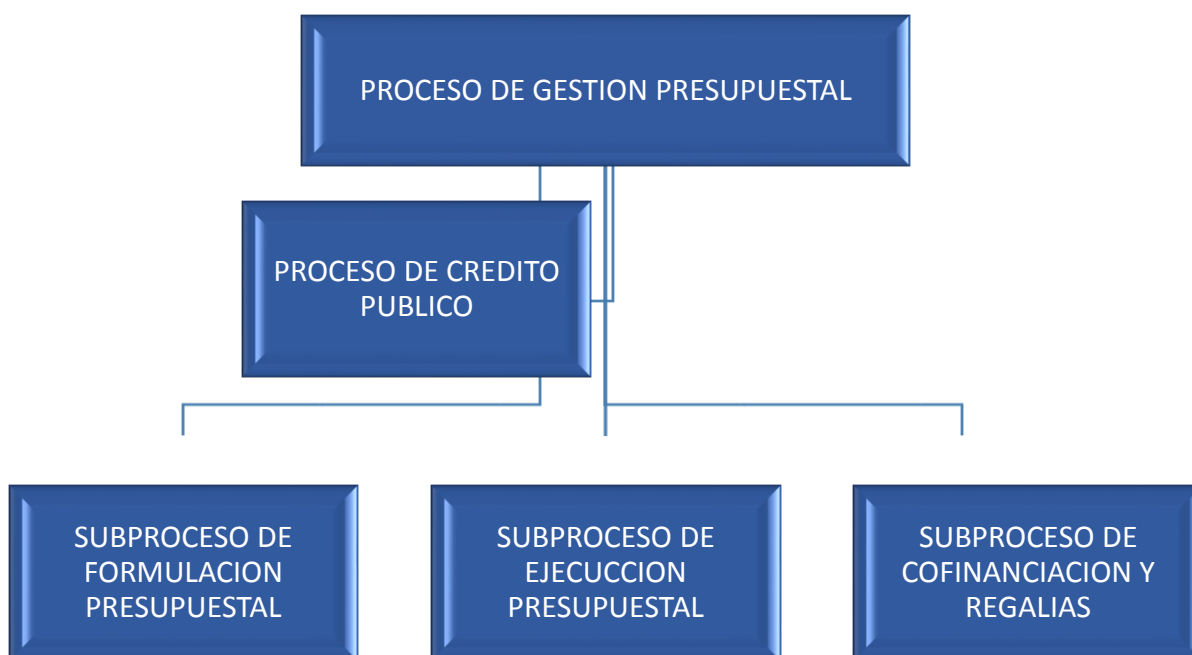 PROCESO DE GESTION PRESUPUESTAL
PROCESO DE CREDITO
PUBLICO
SUBPROCESO DE
FORMULACION
PRESUPUESTAL
SUBPROCESO DE
EJECUCCION
PRESUPUESTAL
SUBPROCESO DE
COFINANCIACION Y
REGALIAS